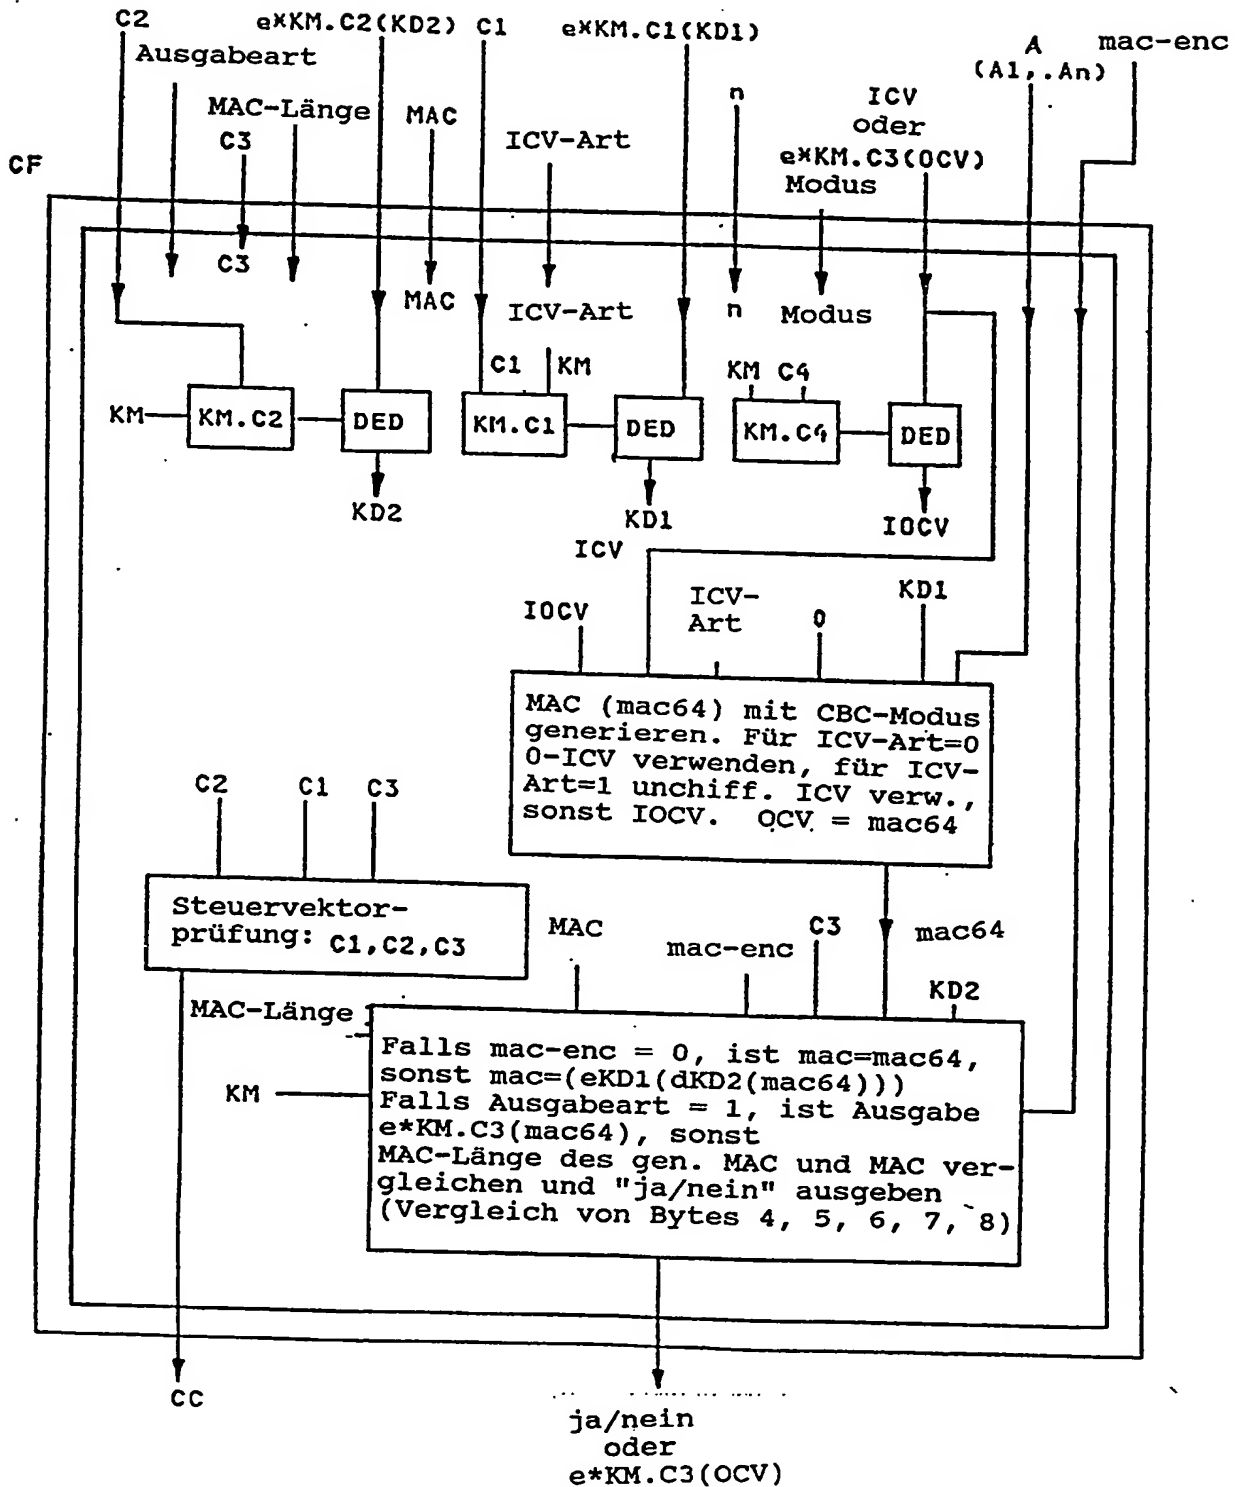 C2
e*KM.C2(KD2)
C1
e*KM.C1(KD1)
A
(A1,.An)
mac-enc
Ausgabeart
MAC-Länge
C3
MAC
ICV-Art
n
ICV
oder
e*KM.C3(OCV)
Modus
CF
C3
MAC
ICV-Art
n
Modus
C1
KM
KM
C4
KM
KM.C2
DED
KM.C1
DED
KM.C4
DED
KD2
KD1
IOCV
ICV
IOCV
ICV-
Art
0
KD1
MAC (mac64) mit CBC-Modus
generieren. Für ICV-Art=0
0-ICV verwenden, für ICV-
Art=1 unchiff. ICV verw.,
sonst IOCV. OCV = mac64
C2
C1
C3
Steuervektor-
prüfung: C1,C2,C3
MAC
mac-enc
C3
mac64
KD2
MAC-Länge
KM
Falls mac-enc = 0, ist mac=mac64,
sonst mac=(eKD1(dKD2(mac64)))
Falls Ausgabeart = 1, ist Ausgabe
e*KM.C3(mac64), sonst
MAC-Länge des gen. MAC und MAC ver-
gleichen und "ja/nein" ausgeben
(Vergleich von Bytes 4, 5, 6, 7, 8)
CC
ja/nein
oder
e*KM.C3(OCV)